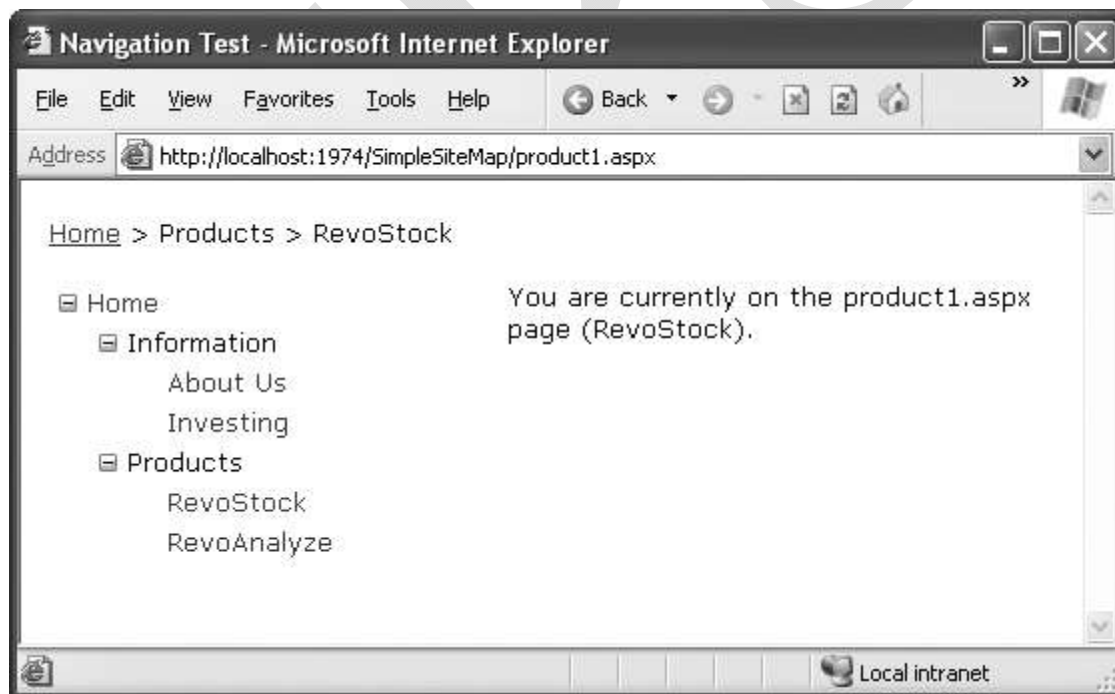 Navigation Test - Microsoft Internet Explorer
File Edit View Favorites Tools Help Back »
Address http://localhost:1974/SimpleSiteMap/product1.aspx
Home > Products > RevoStock
Home
Information
About Us
Investing
Products
RevoStock
RevoAnalyze
You are currently on the product1.aspx
page (RevoStock).
Local intranet